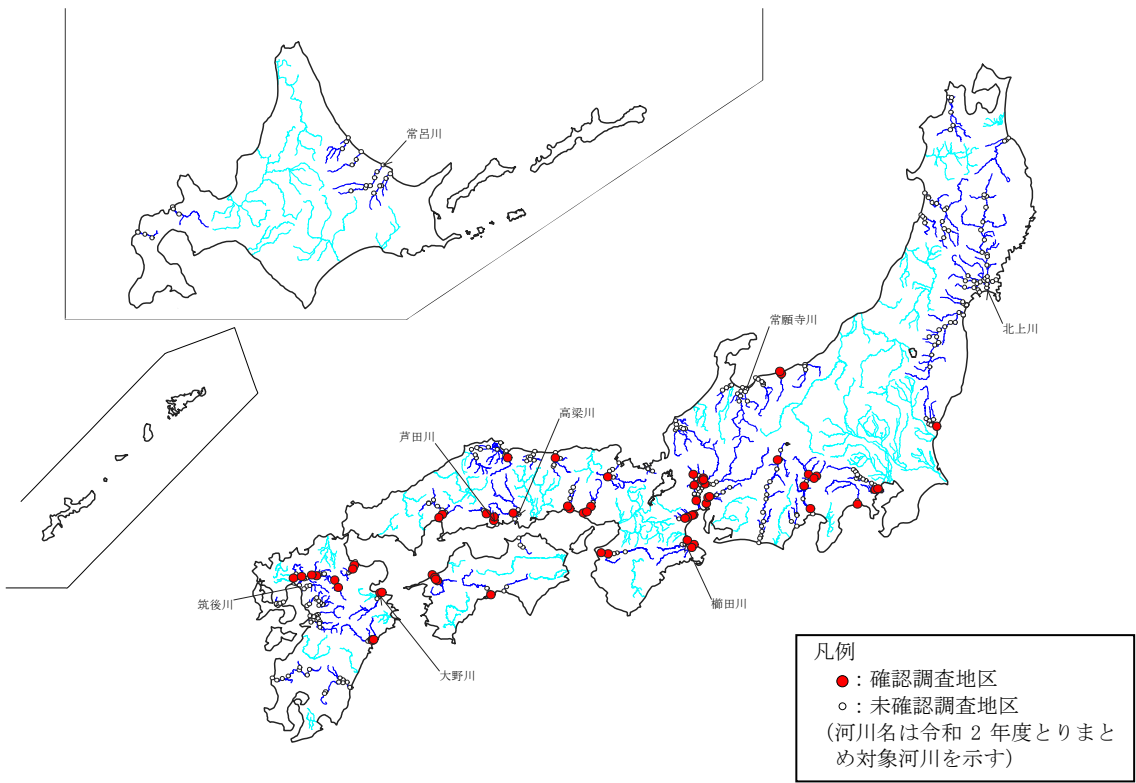 常呂川
常願寺川
北上川
高梁川
芦田川
筑後川
大野川
櫛田川
凡例
●：確認調査地区
○：未確認調査地区
（河川名は令和 2 年度とりまと
め対象河川を示す）